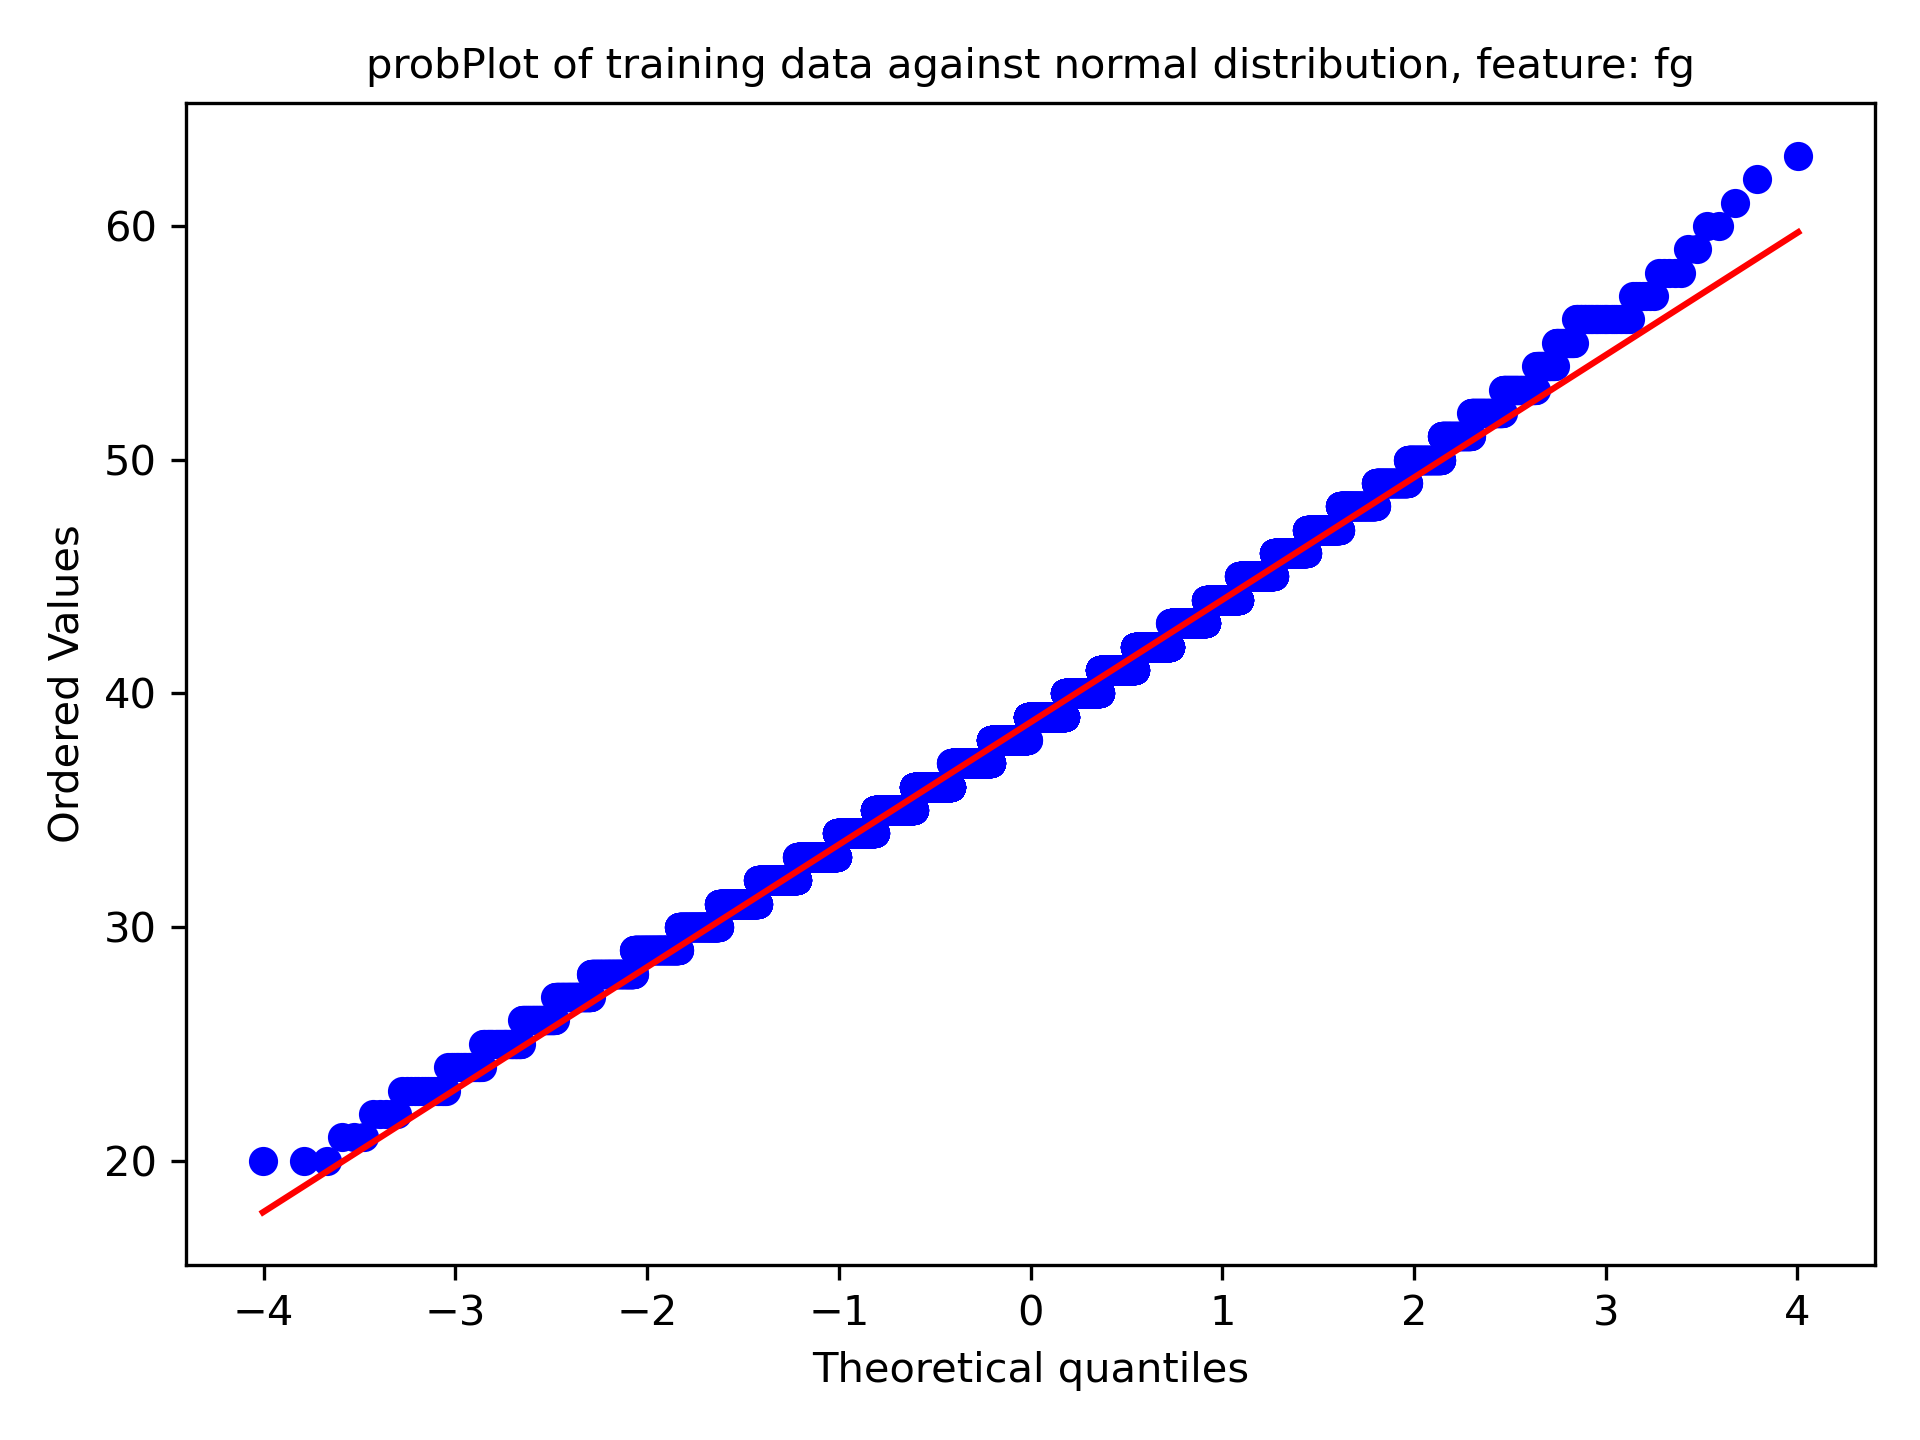 probPlot of training data against normal distribution, feature: fg
Ordered Values
60
50
40
30
20
−4 −3 −2 −1 0 1 2 3 4
Theoretical quantiles